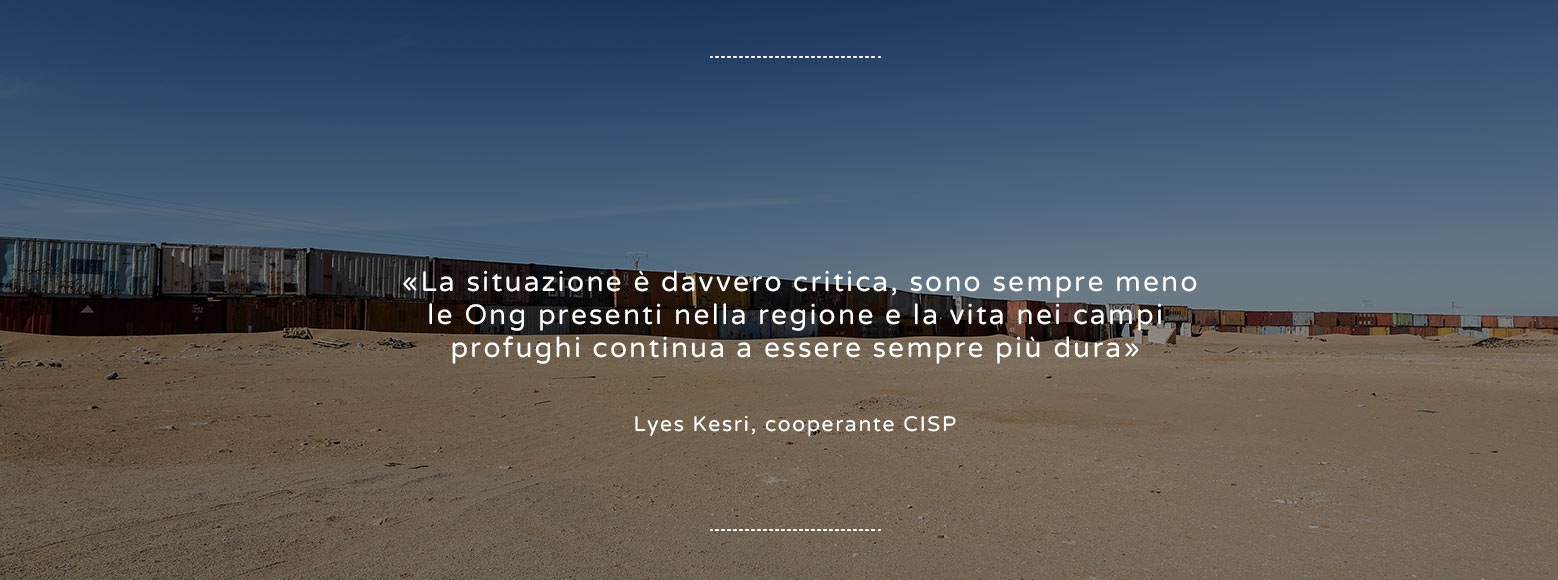 «La situazione è davvero critica, sono sempre meno
le Ong presenti nella regione e la vita nei campi
profughi continua a essere sempre più dura»
Lyes Kesri, cooperante CISP